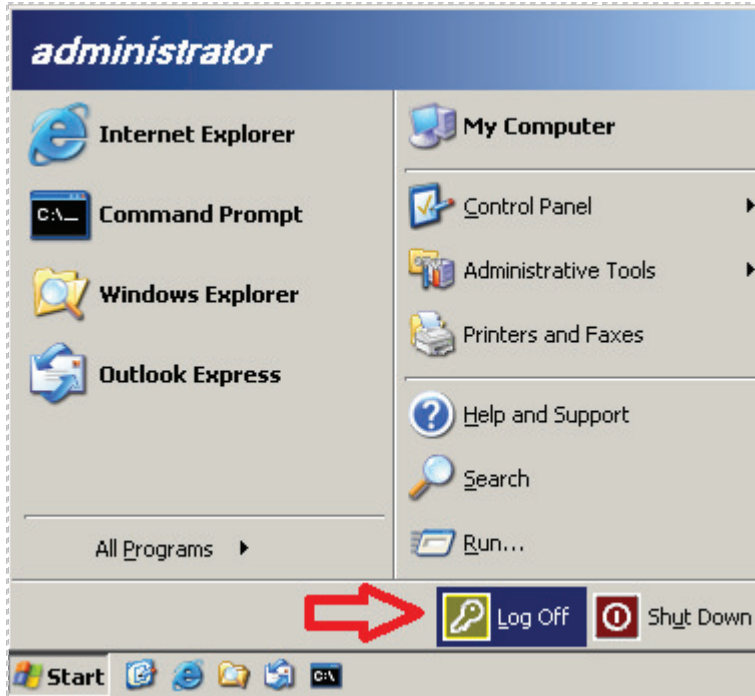 administrator
Internet Explorer
Command Prompt
Windows Explorer
Outlook Express
All Programs
My Computer
Control Panel
Administrative Tools
Printers and Faxes
Help and Support
Search
Run...
Log Off
Shut Down
Start
C:\_
C:\